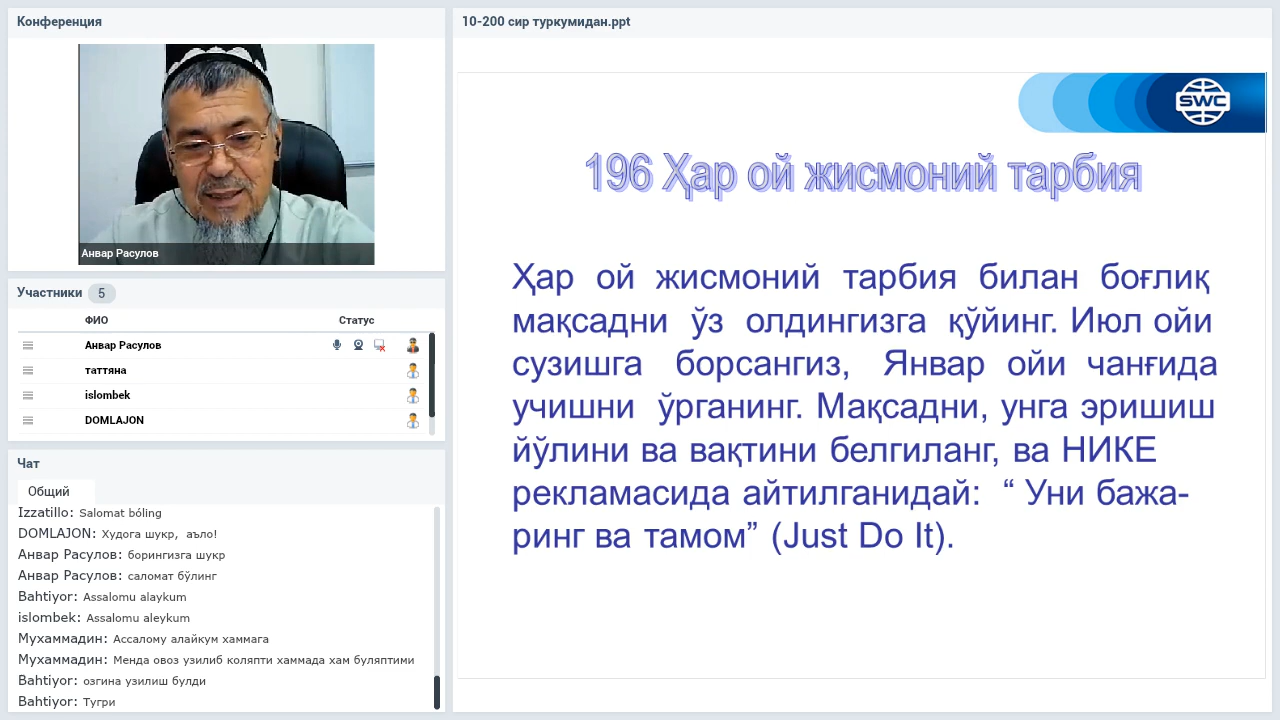 Конференция
Анвар Расулов
Участники 5
ФИО Статус
Анвар Расулов
таттяна
islombek
DOMLAJON
Чат
Общий
Izzatillo: Salomat bóling
DOMLAJON: Худога шукр, аъло!
Анвар Расулов: борингизга шукр
Анвар Расулов: саломат бўлинг
Bahtiyor: Assalomu alaykum
islombek: Assalomu aleykum
Мухаммадин: Ассалому алайкум хаммага
Мухаммадин: Менда овоз узилиб коляпти хаммада хам буляптими
Bahtiyor: озгина узилиш булди
Bahtiyor: Тугри
10-200 сир туркумидан.ppt
SWC
196 Ҳар ой жисмоний тарбия
Ҳар ой жисмоний тарбия билан боғлиқ
мақсадни ўз олдингизга қўйинг. Июл ойи
сузишга борсангиз, Январ ойи чанғида
учишни ўрганинг. Мақсадни, унга эришиш
йўлини ва вақтини белгиланг, ва НИКЕ
рекламасида айтилганидай: “ Уни бажа-
ринг ва тамом” (Just Do It).